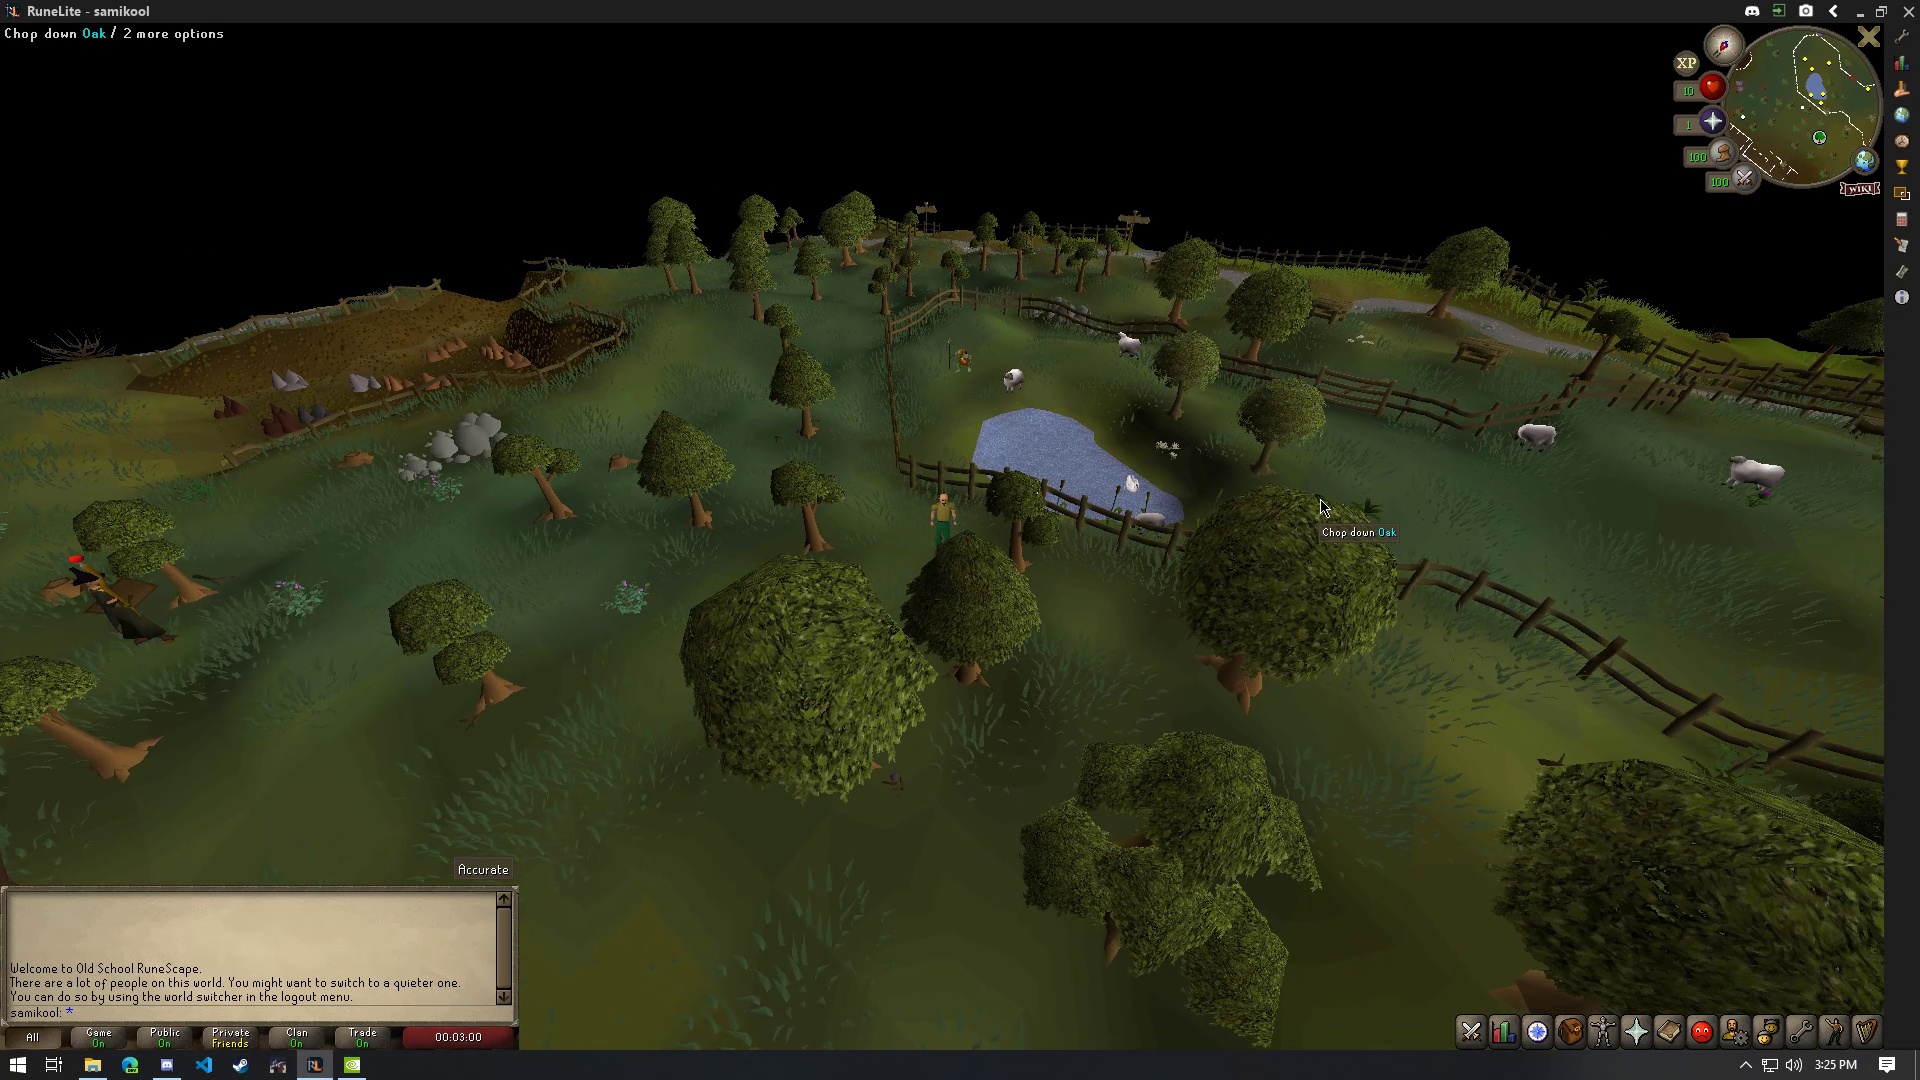 RuneLite - samikool
Chop down Oak / 2 more options
XP
10
1
100
100
WIKI
Chop down Oak
Accurate
Welcome to Old School RuneScape.
There are a lot of people on this world. You might want to switch to a quieter one.
You can do so by using the world switcher in the logout menu.
samikool: *
All
Game
On
Public
On
Private
Friends
Clan
On
Trade
On
00:03:00
3:25 PM